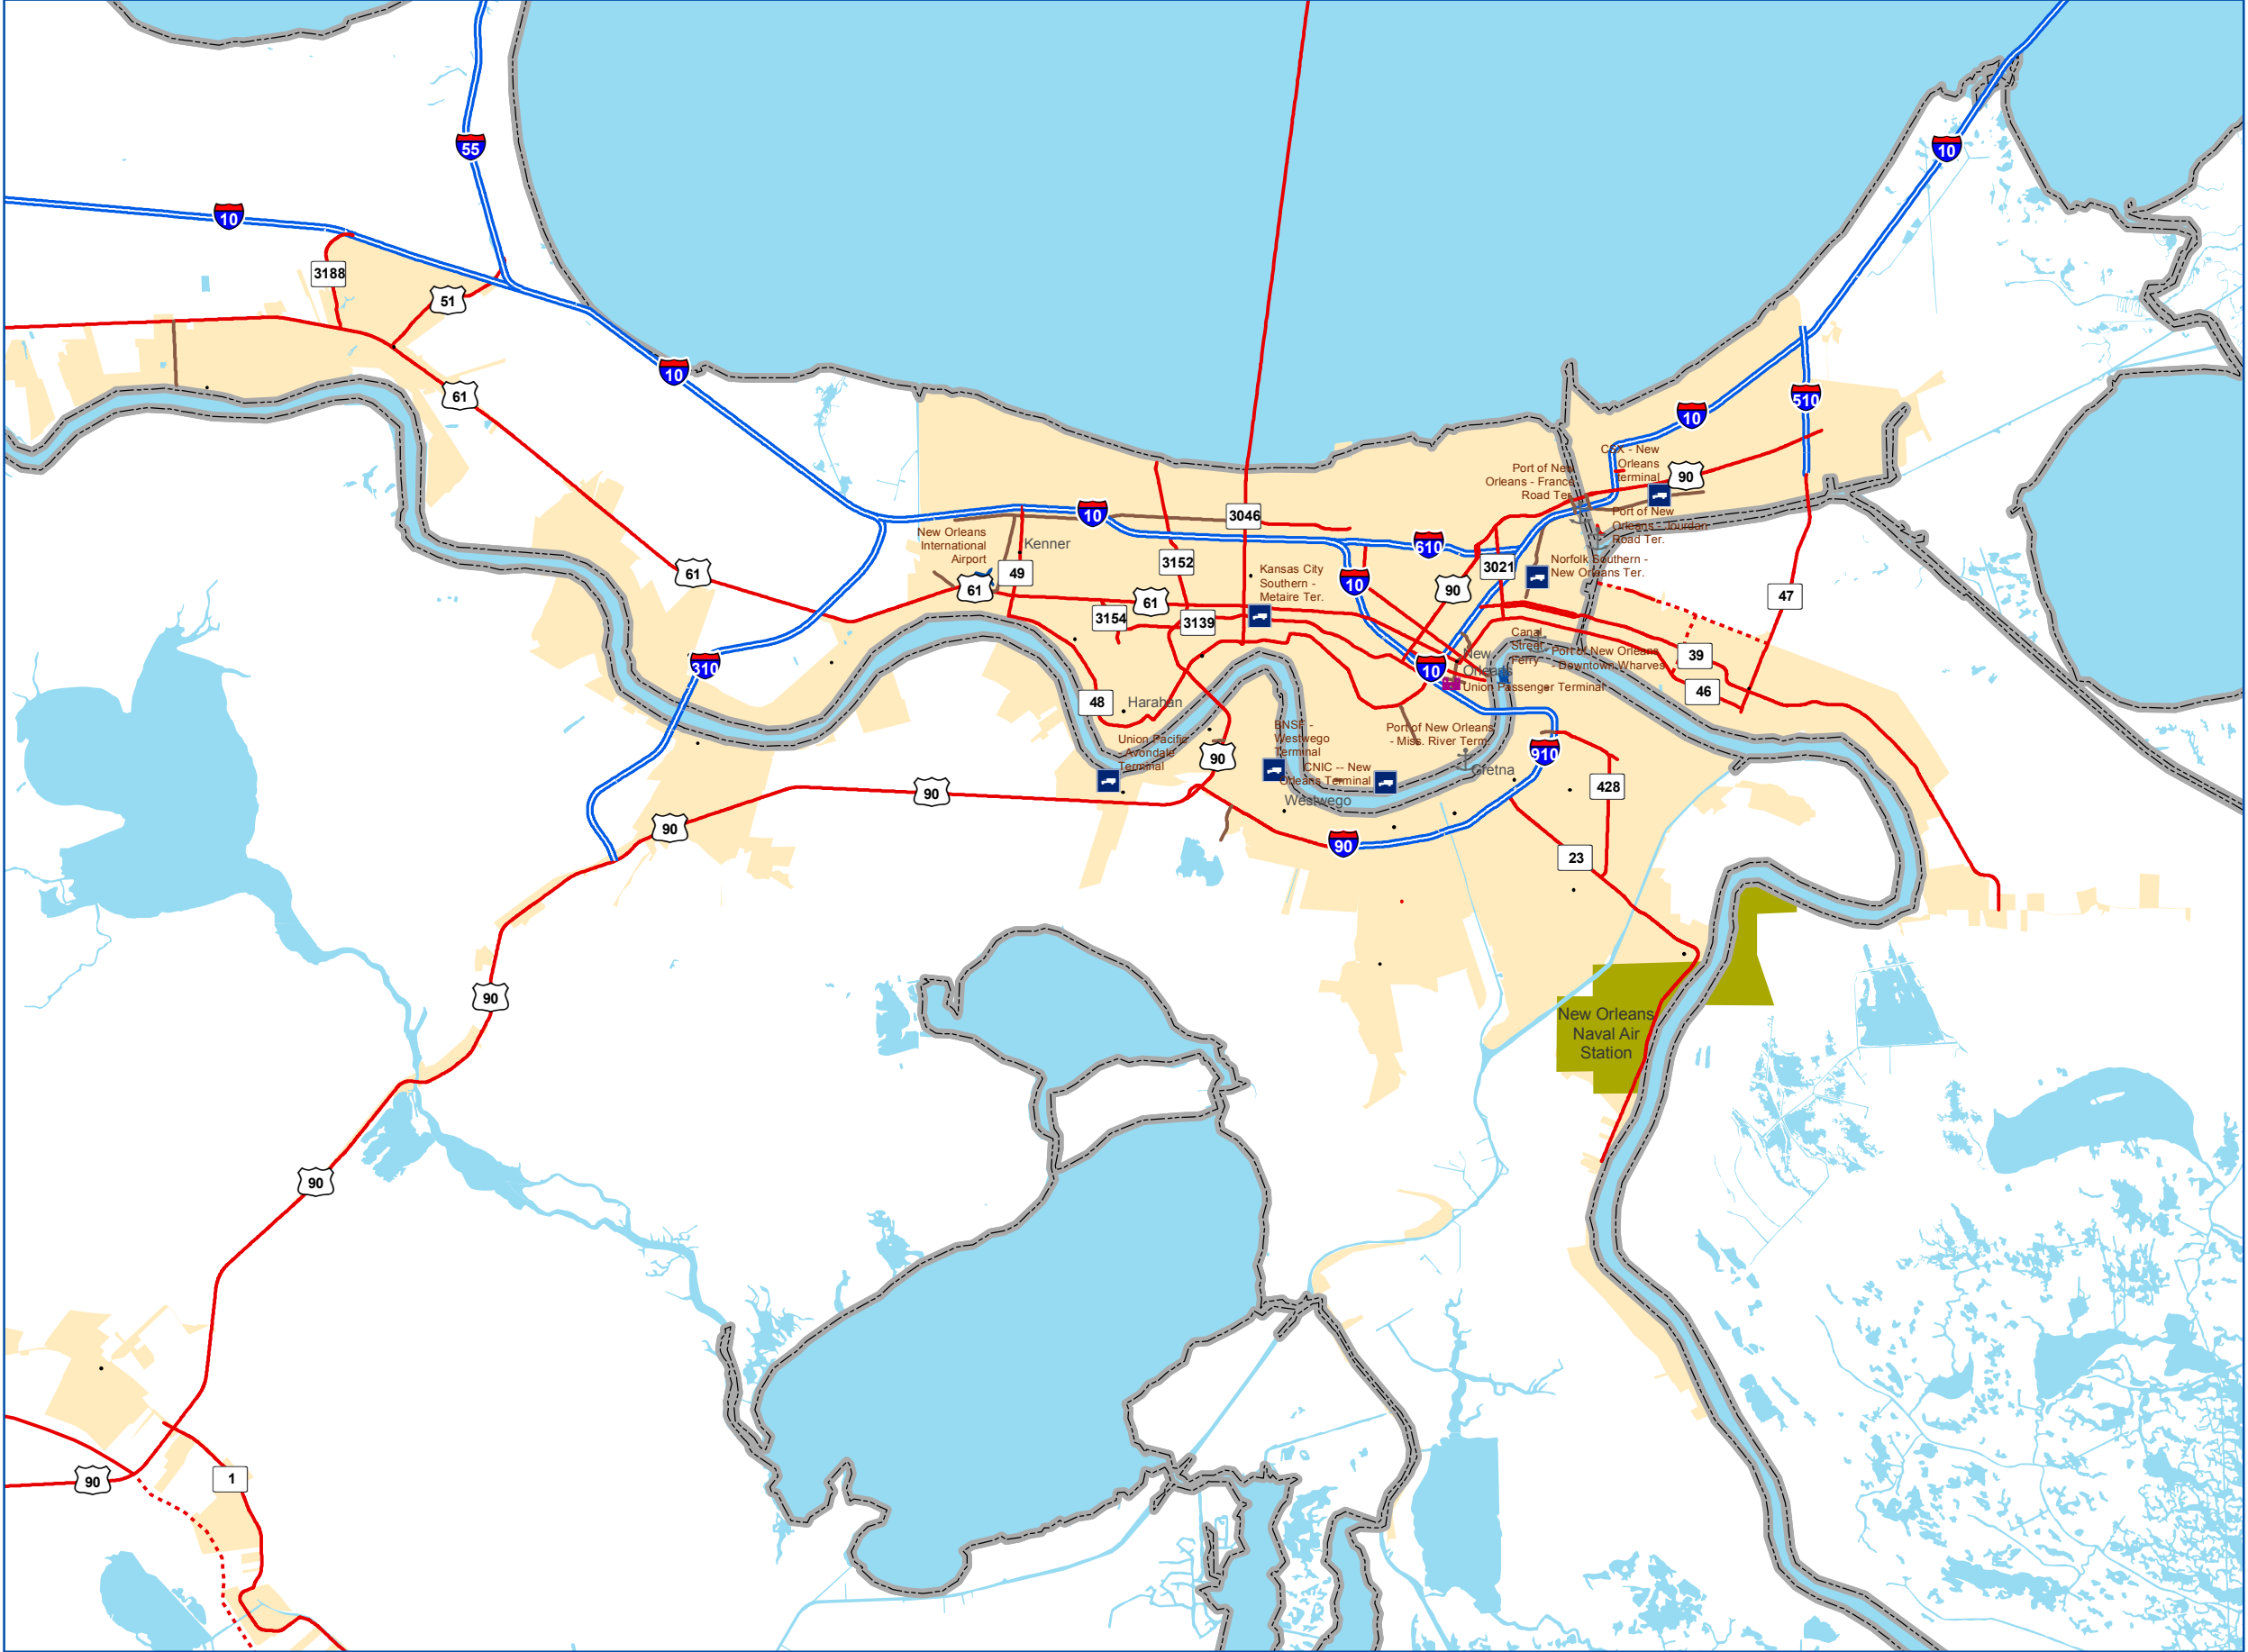 55
10
10
3188
51
10
61
510
10
CSX - New
Orleans
terminal
90
Port of New
Orleans - France
Road Ter.
10
3046
Port of New
Orleans - Jourdan
Road Ter.
New Orleans
International
Airport
Kenner
610
3152
3021
Norfolk Southern -
New Orleans Ter.
61
49
61
Kansas City
Southern -
Metaire Ter.
10
90
47
61
3154
3139
Canal
Street
Ferry
Port of New Orleans
- Downtown Wharves
39
310
New
Orleans
10
Union Passenger Terminal
46
48
Harahan
Union Pacific
- Avondale
Terminal
BNSF -
Westwego
Terminal
Port of New Orleans
- Miss. River Term.
910
90
CNIC -- New
Orleans Terminal
Gretna
428
90
Westwego
90
90
23
90
New Orleans
Naval Air
Station
90
90
1